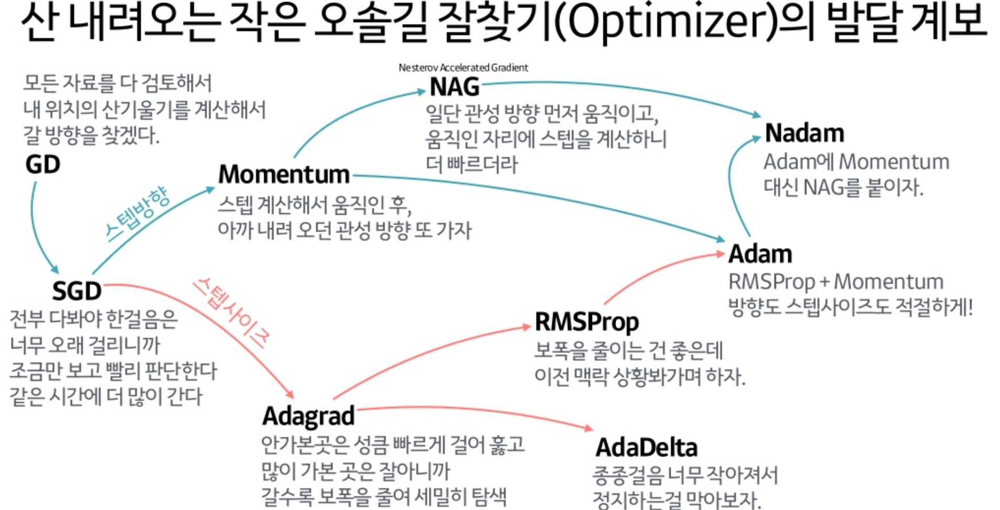 산 내려오는 작은 오솔길 잘찾기(Optimizer)의 발달 계보
모든 자료를 다 검토해서
내 위치의 산기울기를 계산해서
갈 방향을 찾겠다.
GD
스텝방향
SGD
전부 다봐야 한걸음은
너무 오래 걸리니까
조금만 보고 빨리 판단한다
같은 시간에 더 많이 간다
Momentum
스텝 계산해서 움직인 후,
아까 내려 오던 관성 방향 또 가자
Nesterov Accelerated Gradient
NAG
일단 관성 방향 먼저 움직이고,
움직인 자리에 스텝을 계산하니
더 빠르더라
Nadam
Adam에 Momentum
대신 NAG를 붙이자.
Adam
RMSProp + Momentum
방향도 스텝사이즈도 적절하게!
스텝사이즈
RMSProp
보폭을 줄이는 건 좋은데
이전 맥락 상황봐가며 하자.
Adagrad
안가본곳은 성큼 빠르게 걸어 훓고
많이 가본 곳은 잘아니까
갈수록 보폭을 줄여 세밀히 탐색
AdaDelta
종종걸음 너무 작아져서
정지하는걸 막아보자.